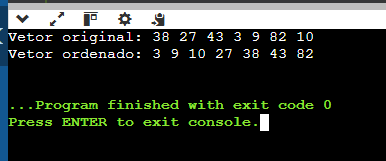 Vetor original: 38 27 43 3 9 82 10
Vetor ordenado: 3 9 10 27 38 43 82
...Program finished with exit code 0
Press ENTER to exit console.